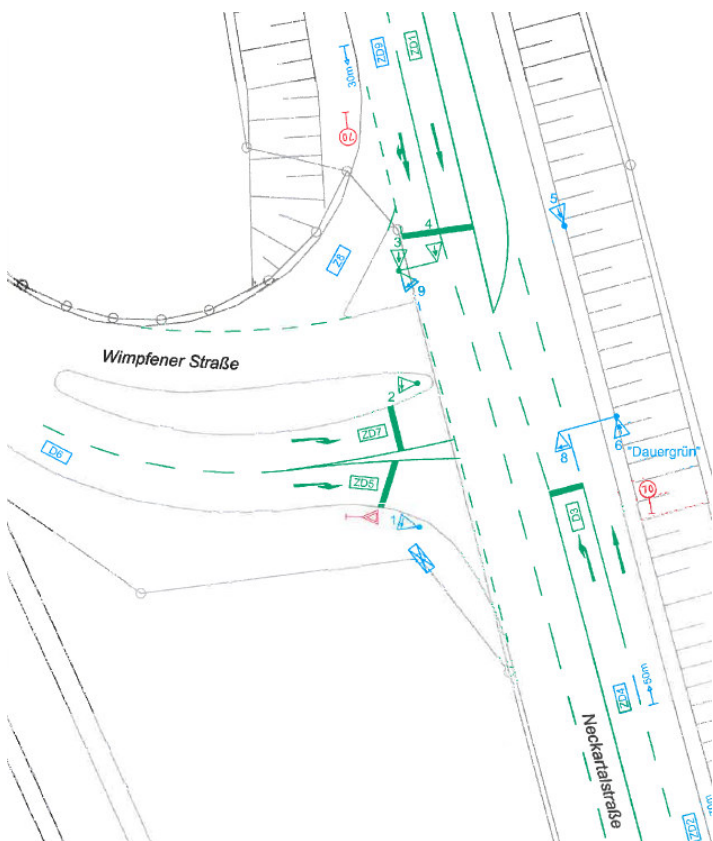 ZD9
ZD1
30m
70
5
4
3
Z8
9
Wimpfener Straße
2
D6
ZD7
8
6
"Dauergrün"
ZD5
70
1
D3
50m
ZD4
Neckartalstraße
ZD2